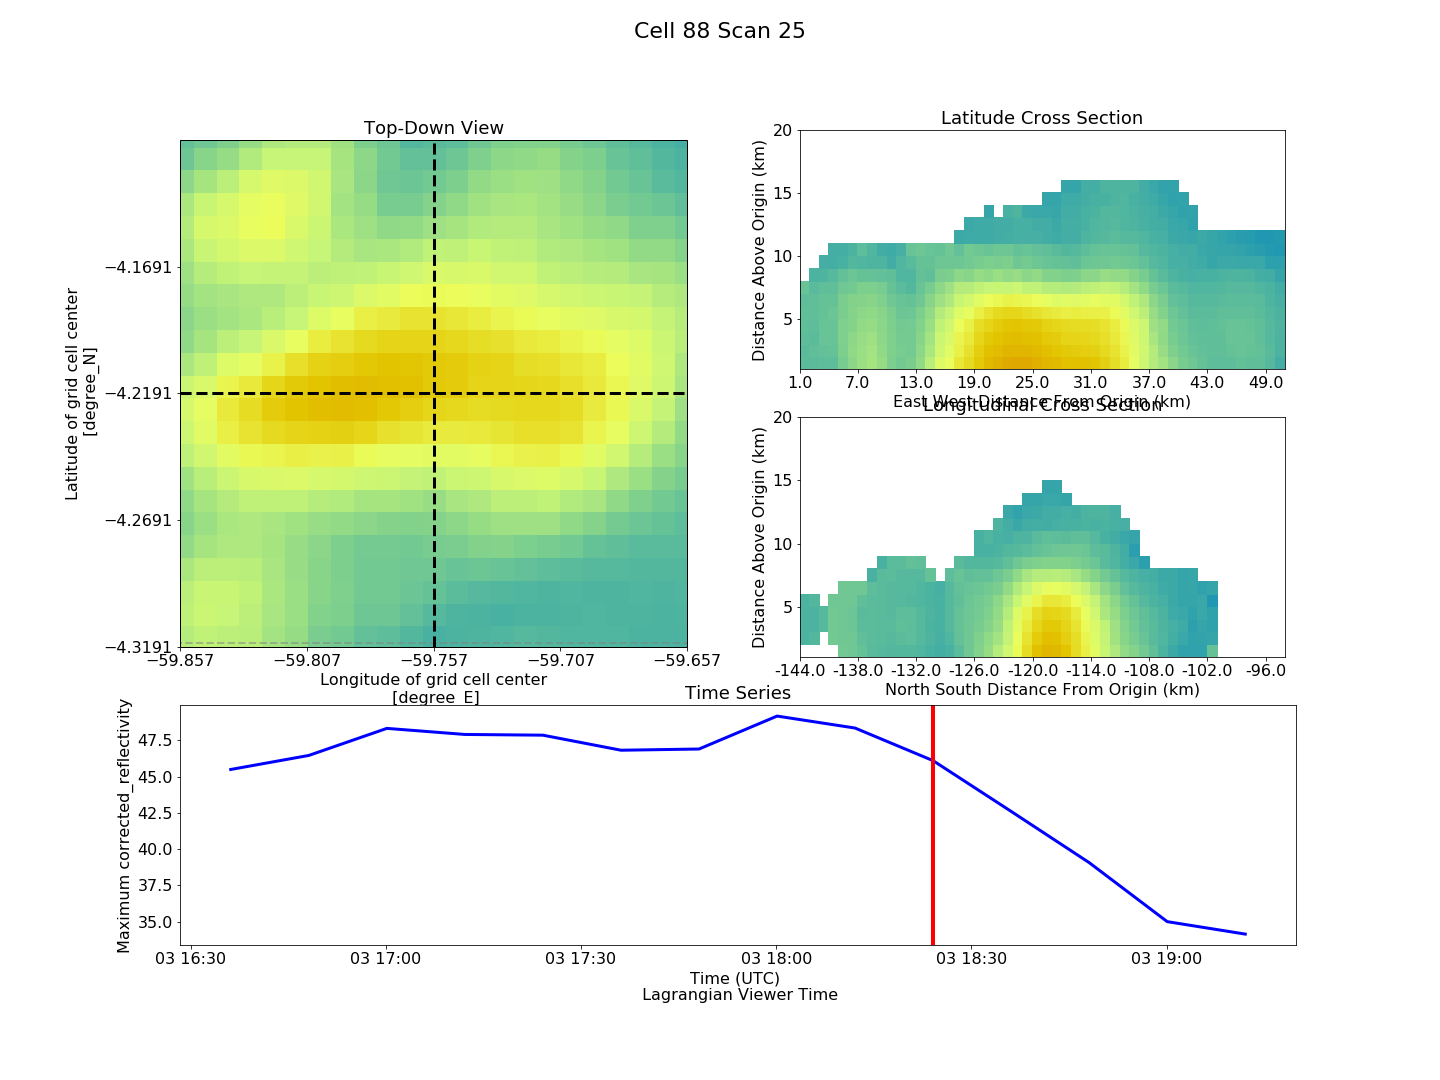 Cell 88 Scan 25
Top-Down View
Latitude of grid cell center
[degree_N]
−4.1691
−4.2191
−4.2691
−4.3191
−59.857
−59.807
−59.757
−59.707
−59.657
Longitude of grid cell center
[degree_E]
Latitude Cross Section
Distance Above Origin (km)
20
15
10
5
1.0
7.0
13.0
19.0
25.0
31.0
37.0
43.0
49.0
East West Distance From Origin (km)
Longitudinal Cross Section
Distance Above Origin (km)
20
15
10
5
-144.0
-138.0
-132.0
-126.0
-120.0
-114.0
-108.0
-102.0
-96.0
North South Distance From Origin (km)
Time Series
Maximum corrected_reflectivity
47.5
45.0
42.5
40.0
37.5
35.0
03 16:30
03 17:00
03 17:30
03 18:00
03 18:30
03 19:00
Time (UTC)
Lagrangian Viewer Time